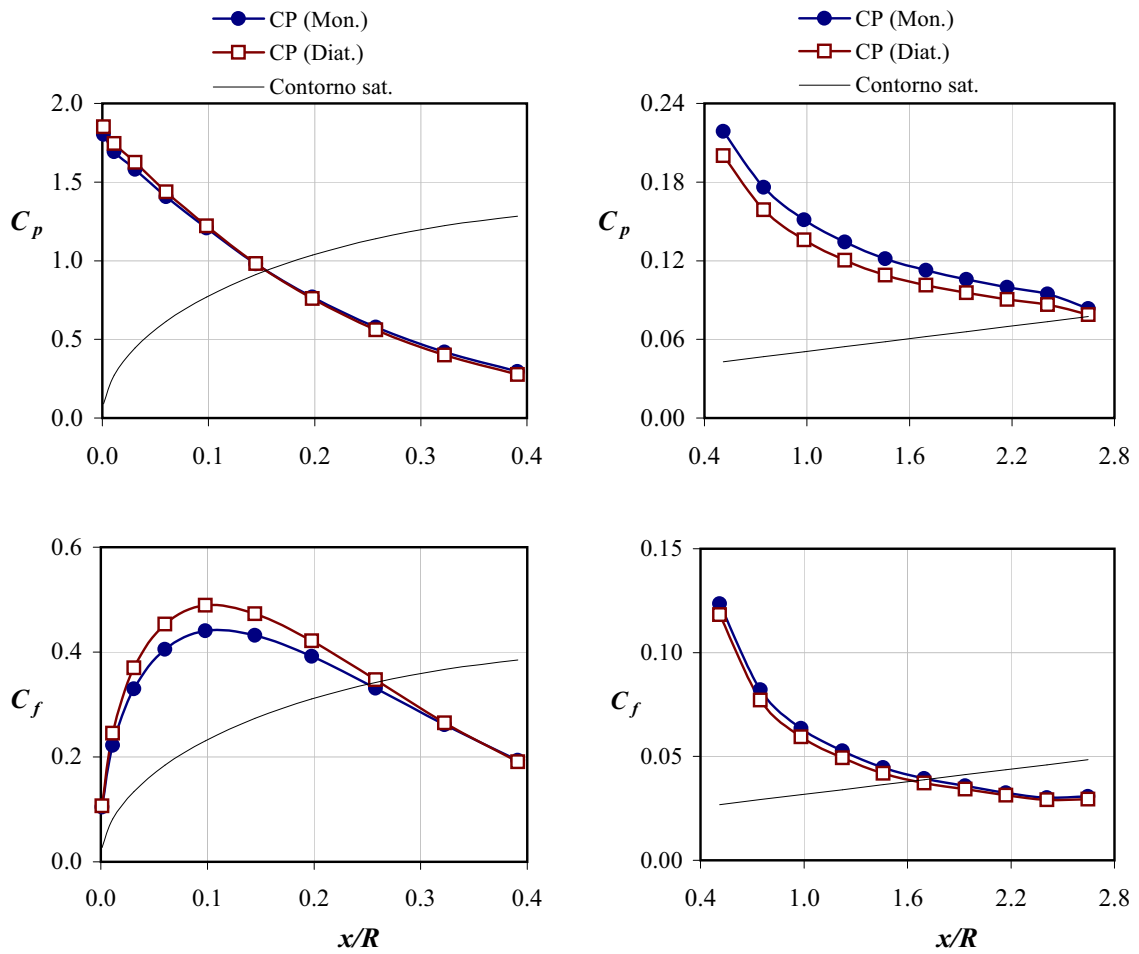 CP (Mon.)
CP (Diat.)
Contorno sat.
2.0
1.5
1.0
0.5
0.0
C p
0.0 0.1 0.2 0.3 0.4
CP (Mon.)
CP (Diat.)
Contorno sat.
0.24
0.18
0.12
0.06
0.00
C p
0.4 1.0 1.6 2.2 2.8
0.6
0.4
0.2
0.0
C f
0.0 0.1 0.2 0.3 0.4
x/R
0.15
0.10
0.05
0.00
C f
0.4 1.0 1.6 2.2 2.8
x/R